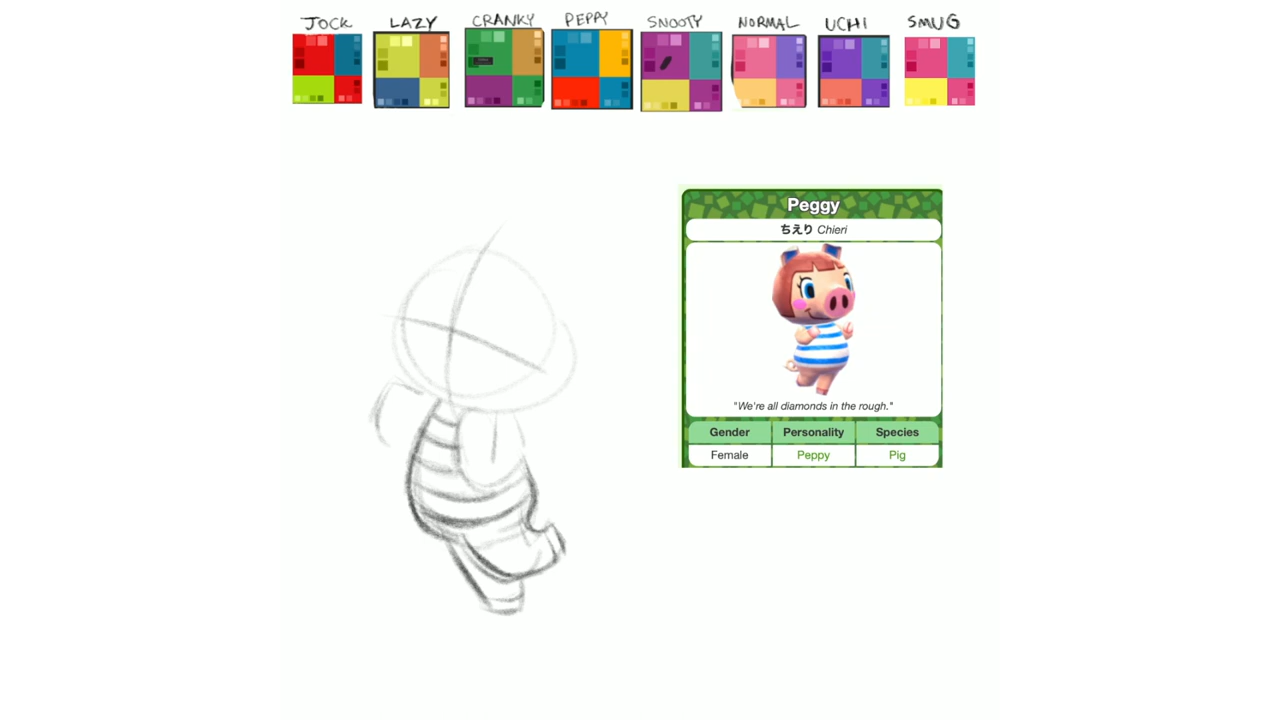 JOCK LAZY CRANKY PEPPY SNOOTY NORMAL UCHI SMUG
Peggy
ちえり Chieri
"We're all diamonds in the rough."
Gender Personality Species
Female Peppy Pig